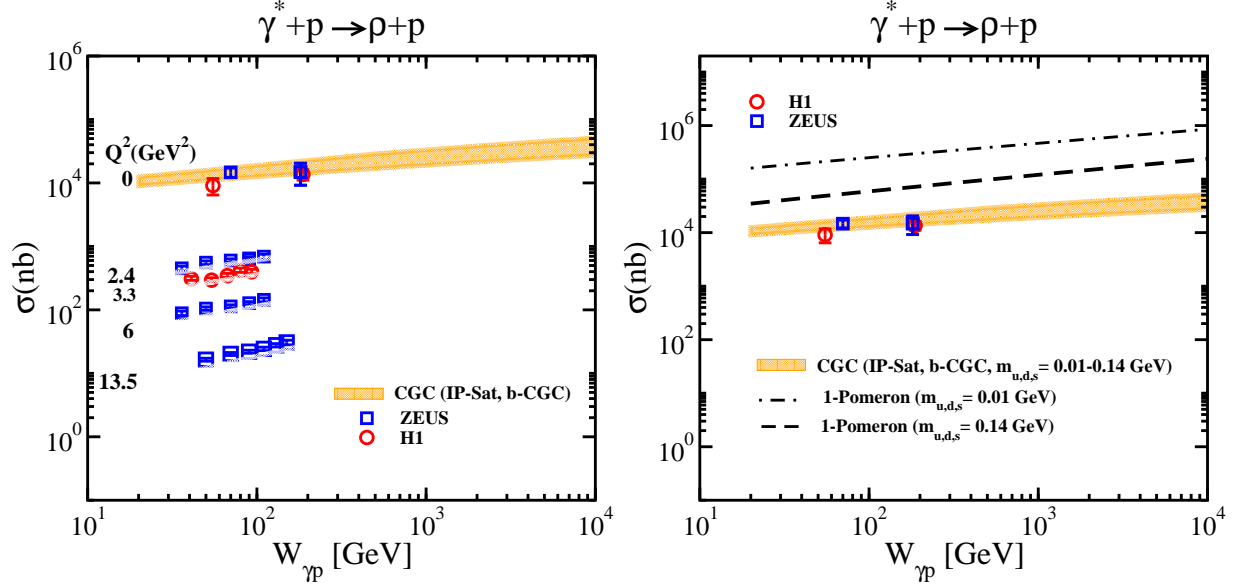 γ* + p → ρ + p
σ(nb)
10^6
10^4
10^2
10^0
Q^2(GeV^2)
0
2.4
3.3
6
13.5
CGC (IP-Sat, b-CGC)
ZEUS
H1
10^1
10^2
10^3
10^4
W_γp [GeV]
γ* + p → ρ + p
σ(nb)
10^6
10^4
10^2
10^0
H1
ZEUS
CGC (IP-Sat, b-CGC, m_u,d,s= 0.01-0.14 GeV)
1-Pomeron (m_u,d,s= 0.01 GeV)
1-Pomeron (m_u,d,s= 0.14 GeV)
10^1
10^2
10^3
10^4
W_γp [GeV]